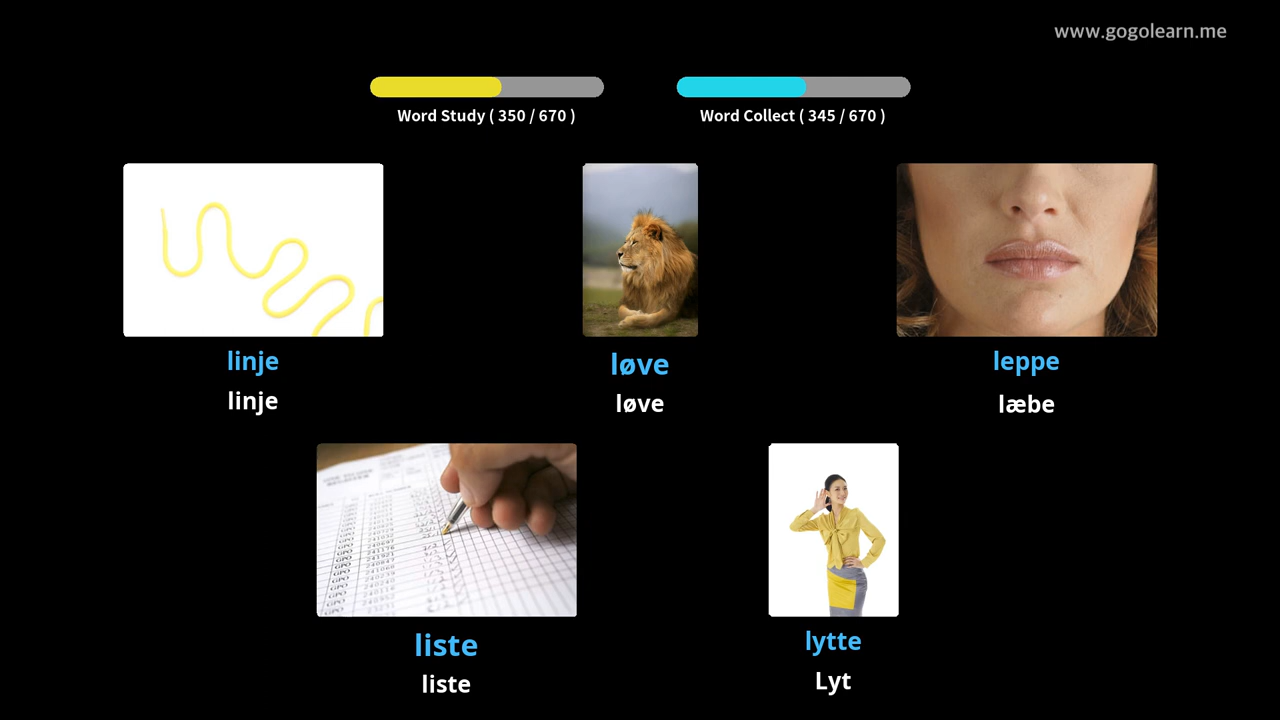 www.gogolearn.me
Word Study ( 350 / 670 )
Word Collect ( 345 / 670 )
linje
linje
løve
løve
leppe
læbe
liste
liste
lytte
Lyt